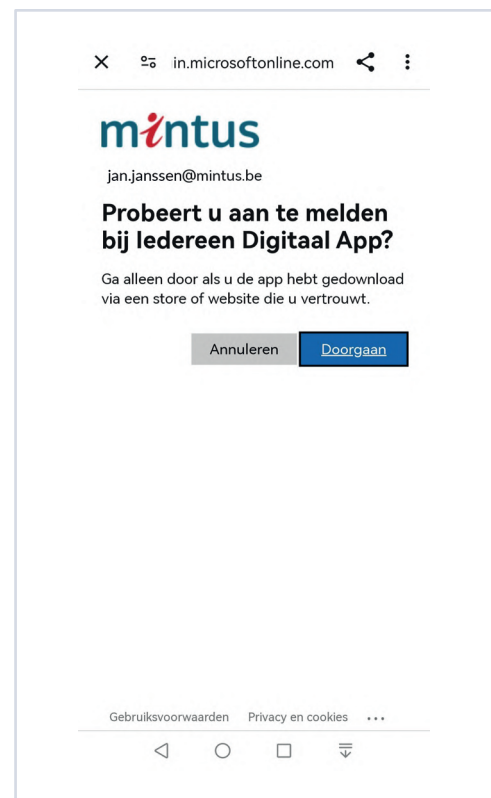 in.microsoftonline.com
mintus
jan.janssen@mintus.be
Probeert u aan te melden
bij Iedereen Digitaal App?
Ga alleen door als u de app hebt gedownload
via een store of website die u vertrouwt.
Annuleren Doorgaan
Gebruiksvoorwaarden Privacy en cookies ...